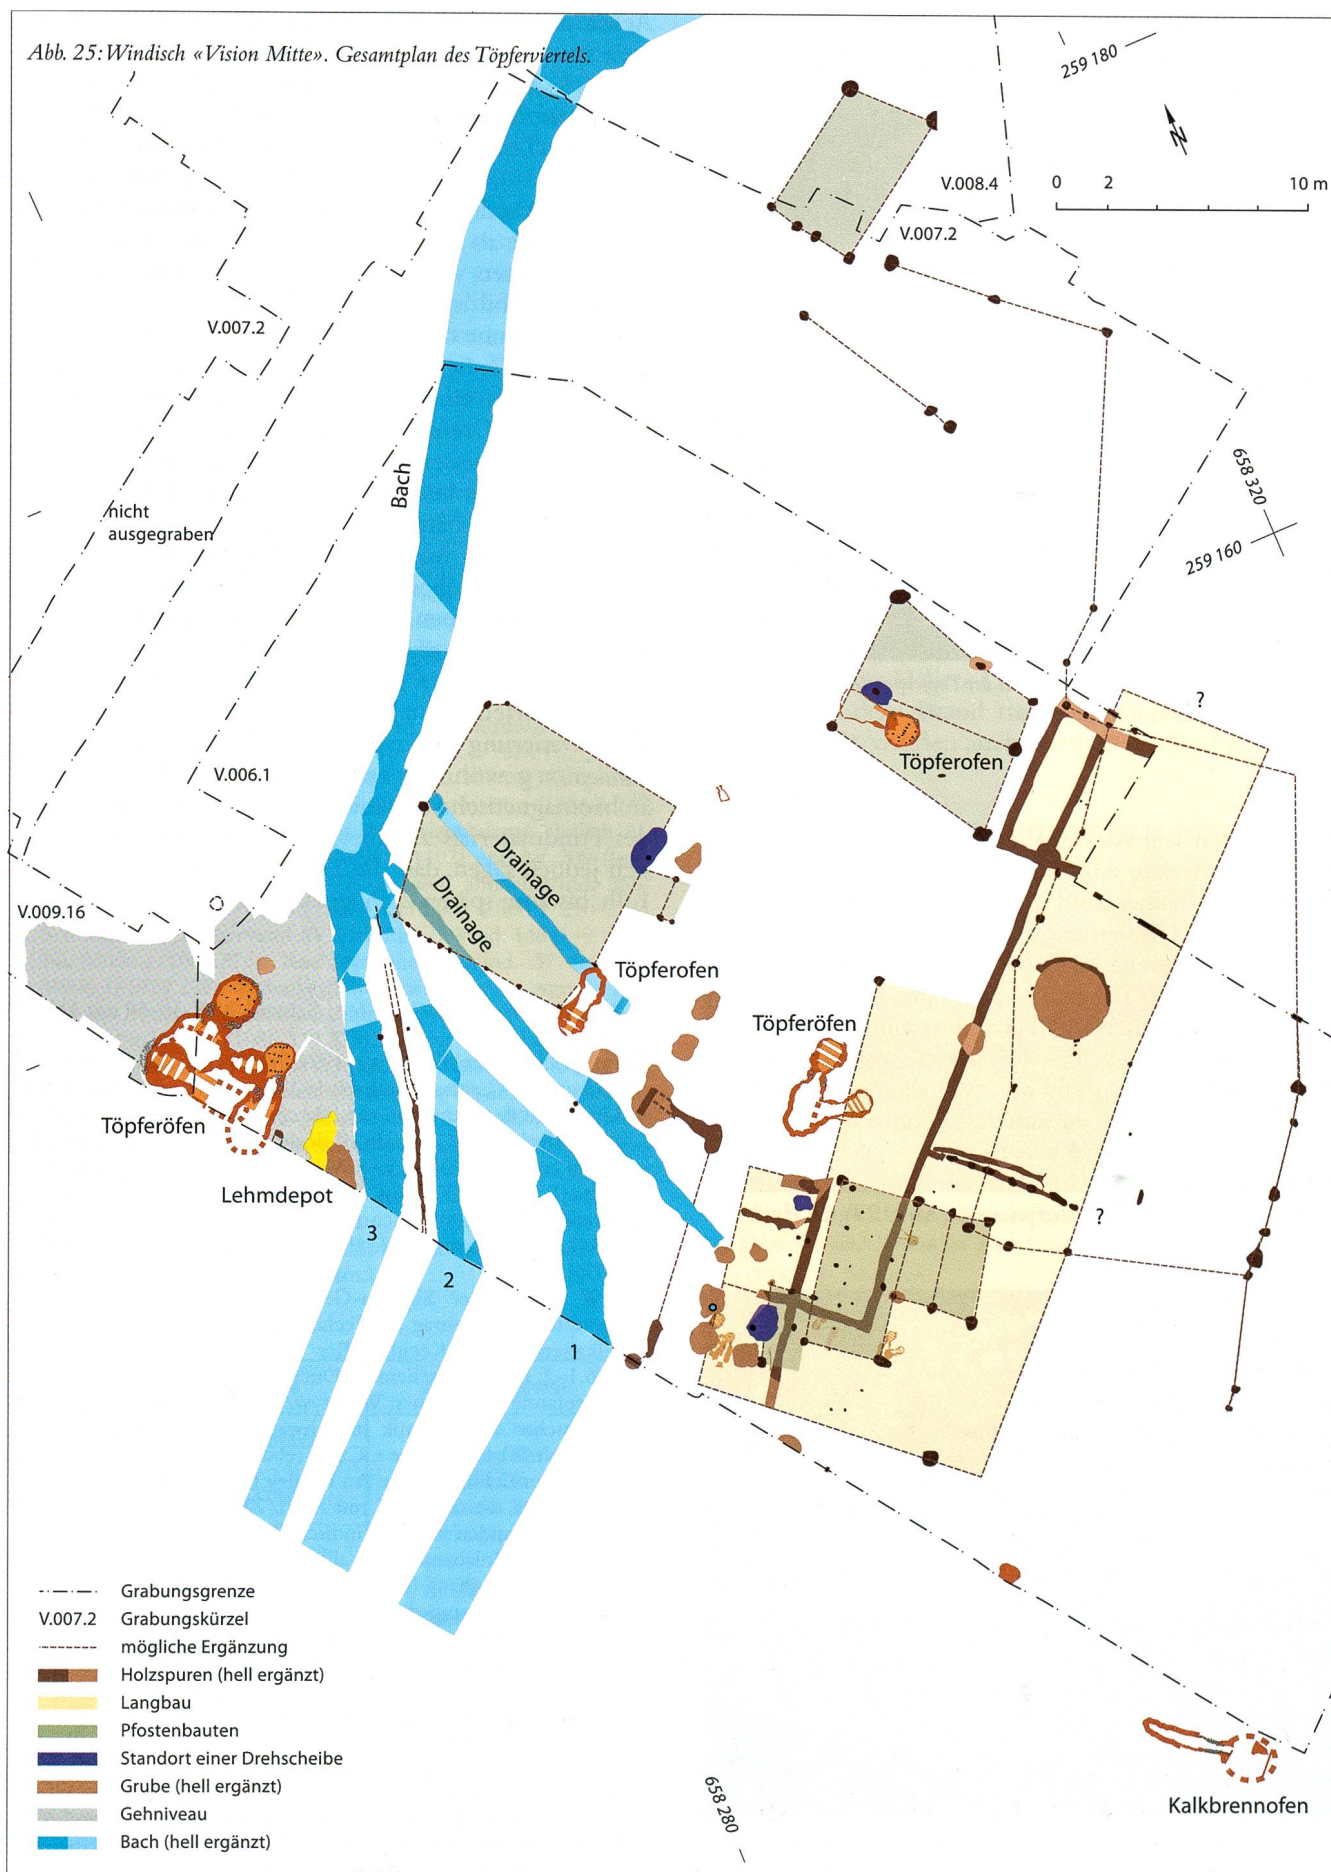 Abb. 25: Windisch «Vision Mitte». Gesamtplan des Töpferviertels.
259 180
N
V.008.4
0 2 10 m
V.007.2
V.007.2
Bach
658 320
nicht
ausgegraben
259 160
?
V.006.1
Töpferofen
Drainage
Drainage
V.009.16
Töpferofen
Töpferöfen
Töpferöfen
Lehmdepot
?
3
2
1
Grabungsgrenze
V.007.2 Grabungskürzel
mögliche Ergänzung
Holzspuren (hell ergänzt)
Langbau
Pfostenbauten
Standort einer Drehscheibe
Grube (hell ergänzt)
Gehniveau
Bach (hell ergänzt)
658 280
Kalkbrennofen